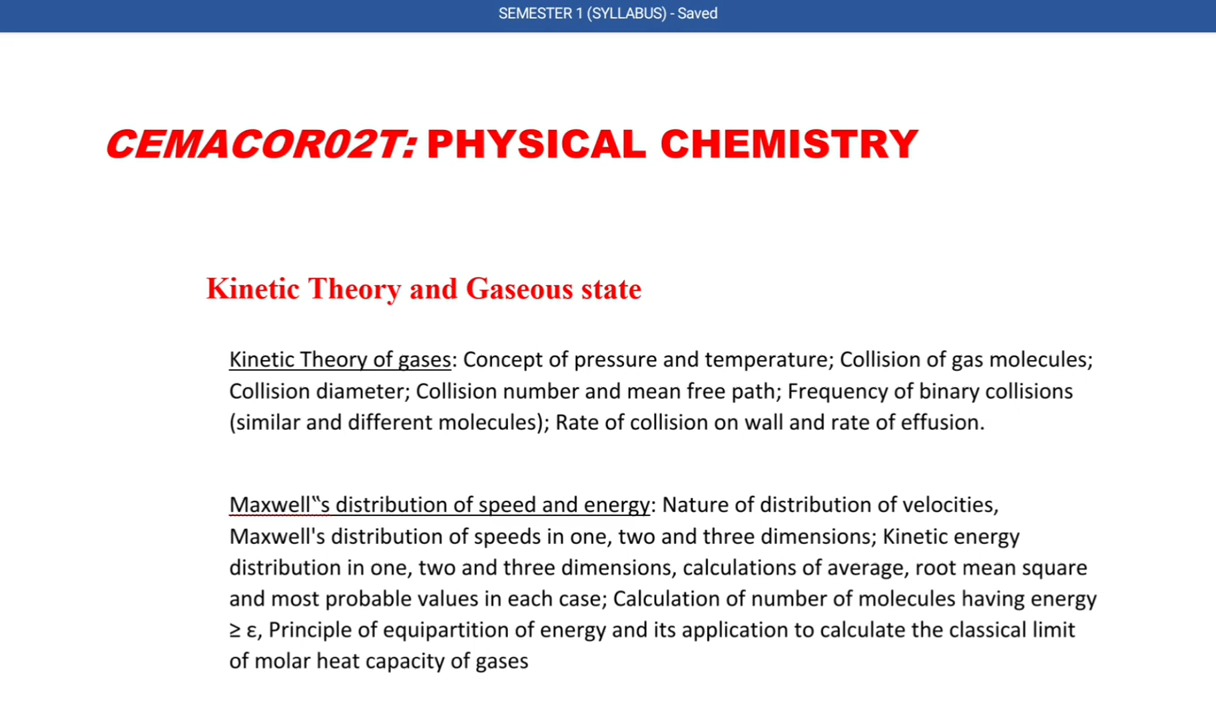 SEMESTER 1 (SYLLABUS) - Saved
CEMACOR02T: PHYSICAL CHEMISTRY
Kinetic Theory and Gaseous state
Kinetic Theory of gases: Concept of pressure and temperature; Collision of gas molecules;
Collision diameter; Collision number and mean free path; Frequency of binary collisions
(similar and different molecules); Rate of collision on wall and rate of effusion.
Maxwell‟s distribution of speed and energy: Nature of distribution of velocities,
Maxwell's distribution of speeds in one, two and three dimensions; Kinetic energy
distribution in one, two and three dimensions, calculations of average, root mean square
and most probable values in each case; Calculation of number of molecules having energy
≥ ε, Principle of equipartition of energy and its application to calculate the classical limit
of molar heat capacity of gases